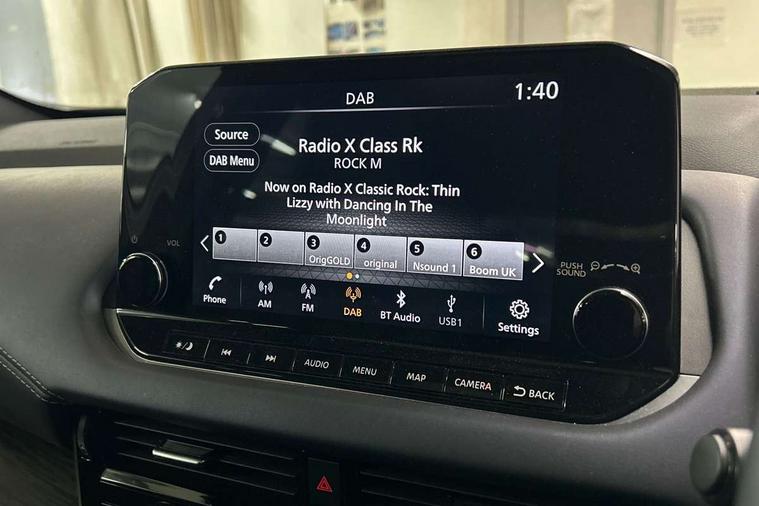 DAB
1:40
Source
DAB Menu
Radio X Class Rk
ROCK M
Now on Radio X Classic Rock: Thin
Lizzy with Dancing In The
Moonlight
1 2 3 4 5 6
OrigGOLD original Nsound 1 Boom UK
VOL
PUSH
SOUND
Phone AM FM DAB BT Audio USB1 Settings
AUDIO MENU MAP CAMERA BACK